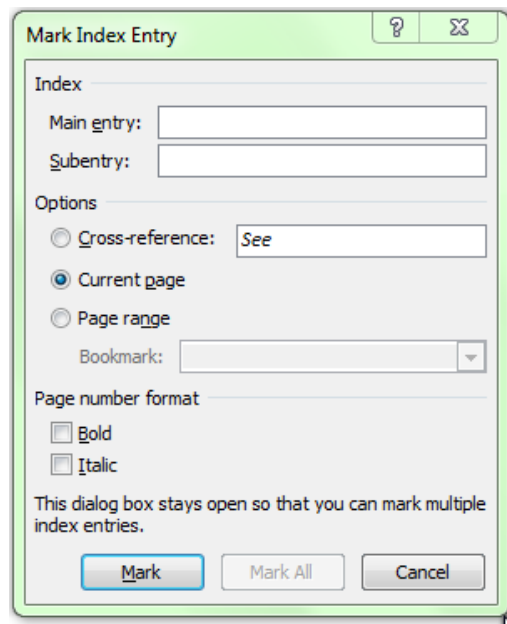 Mark Index Entry
Index
Main entry:
Subentry:
Options
Cross-reference: See
Current page
Page range
Bookmark:
Page number format
Bold
Italic
This dialog box stays open so that you can mark multiple
index entries.
Mark Mark All Cancel